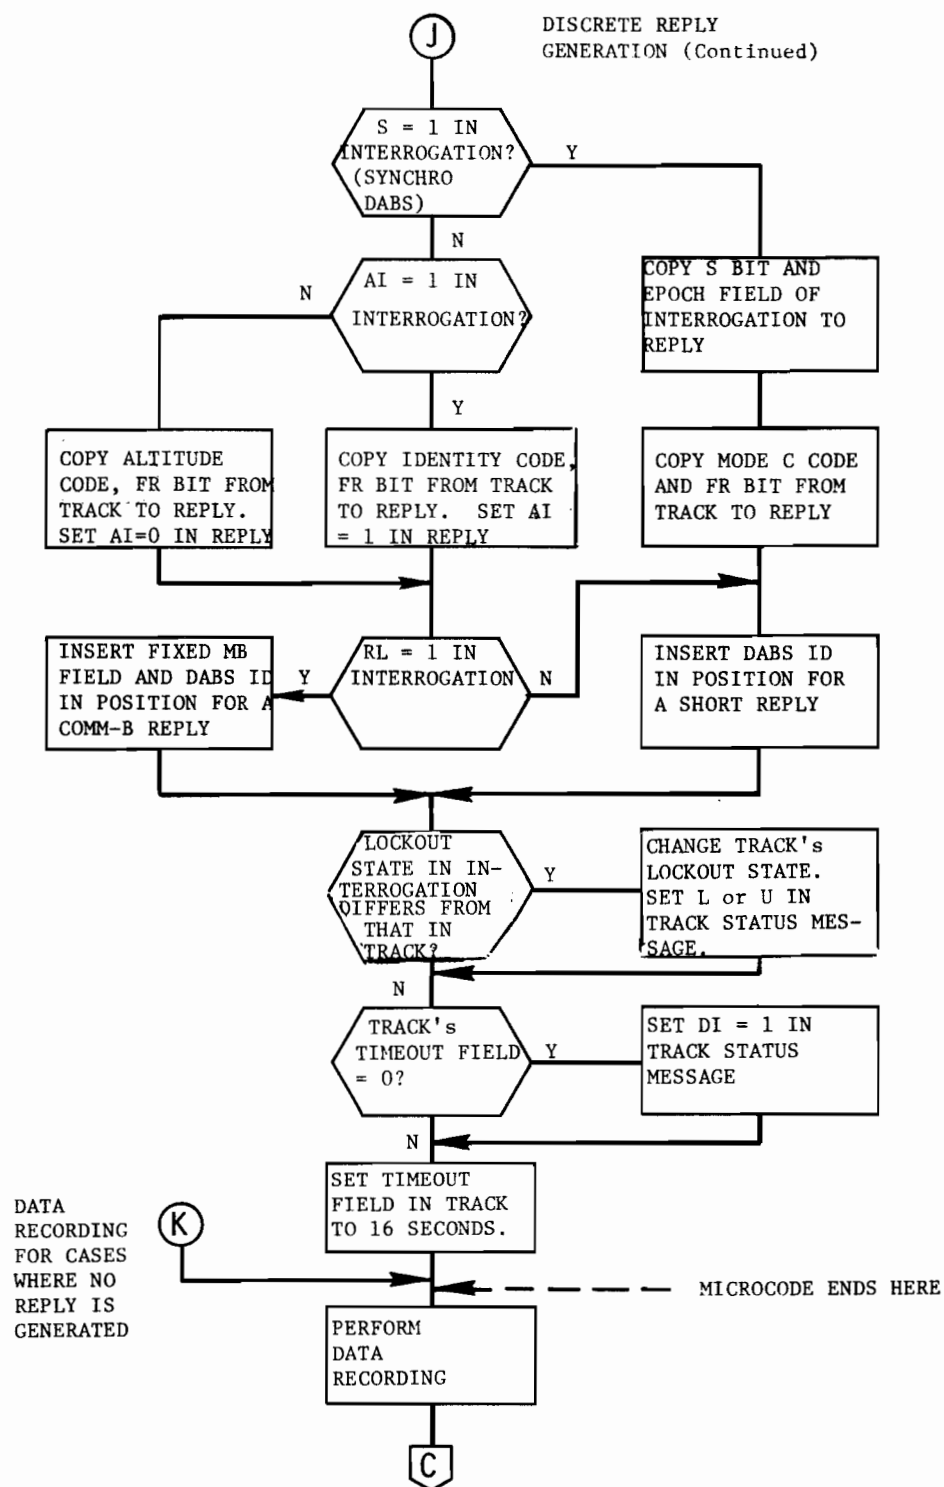 J
DISCRETE REPLY
GENERATION (Continued)
S = 1 IN
INTERROGATION?
(SYNCHRO
DABS)
Y
N
AI = 1 IN
INTERROGATION?
N
Y
COPY S BIT AND
EPOCH FIELD OF
INTERROGATION TO
REPLY
COPY ALTITUDE
CODE, FR BIT FROM
TRACK TO REPLY.
SET AI=0 IN REPLY
COPY IDENTITY CODE,
FR BIT FROM TRACK
TO REPLY. SET AI
= 1 IN REPLY
COPY MODE C CODE
AND FR BIT FROM
TRACK TO REPLY
INSERT FIXED MB
FIELD AND DABS ID
IN POSITION FOR A
COMM-B REPLY
Y
RL = 1 IN
INTERROGATION
N
INSERT DABS ID
IN POSITION FOR
A SHORT REPLY
LOCKOUT
STATE IN IN-
TERROGATION
DIFFERS FROM
THAT IN
TRACK?
Y
N
CHANGE TRACK's
LOCKOUT STATE.
SET L or U IN
TRACK STATUS MES-
SAGE.
TRACK's
TIMEOUT FIELD
= 0?
Y
N
SET DI = 1 IN
TRACK STATUS
MESSAGE
SET TIMEOUT
FIELD IN TRACK
TO 16 SECONDS.
DATA
RECORDING
FOR CASES
WHERE NO
REPLY IS
GENERATED
K
MICROCODE ENDS HERE
PERFORM
DATA
RECORDING
C